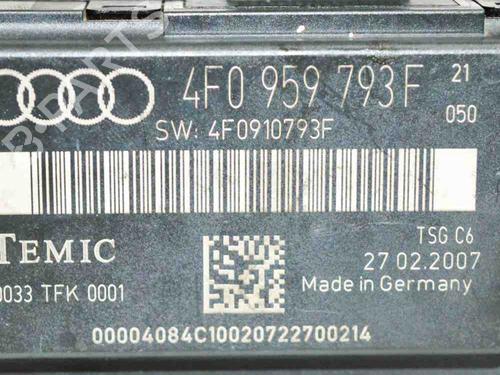 4F0 959 793F 21
050
SW: 4F0910793F
TEMIC
TSG C6
27 02.2007
0033 TFK 0001
Made in Germany
00004084C10020722700214